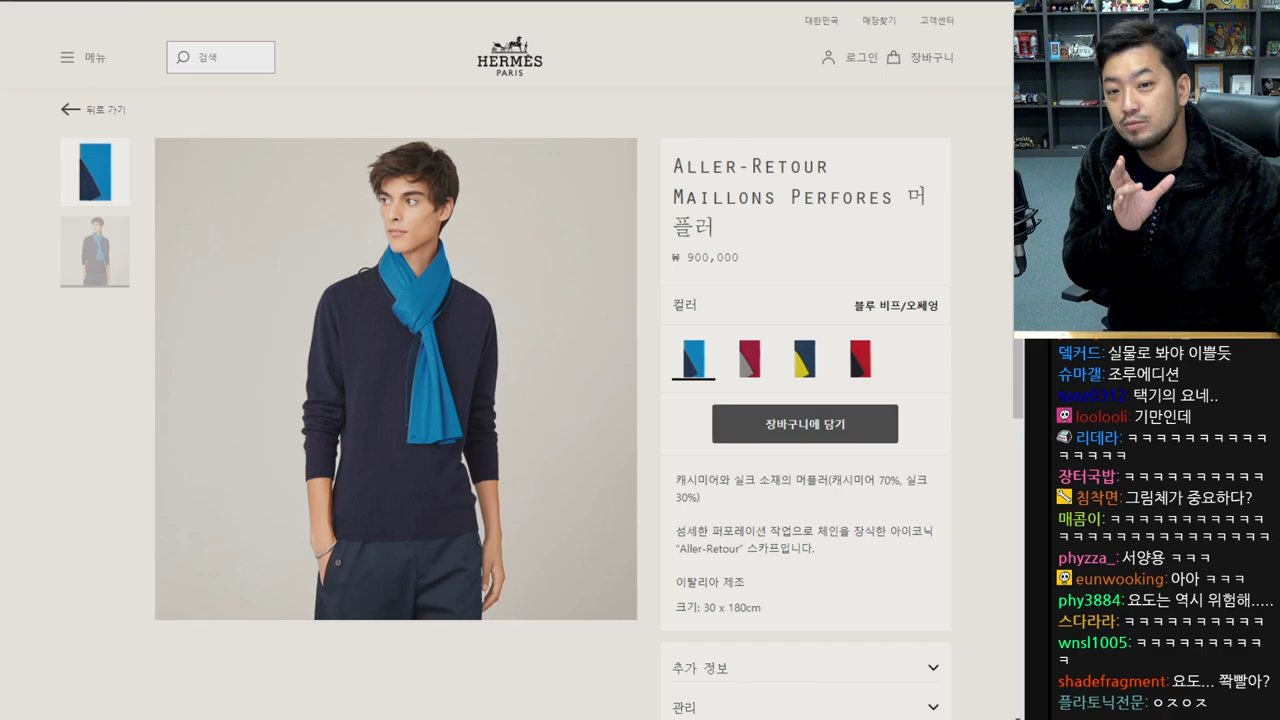 대한민국
매장찾기
고객센터
메뉴
검색
HERMÈS
PARIS
로그인
장바구니
뒤로 가기
ALLER-RETOUR
MAILLONS PERFORES 머
플러
₩ 900,000
컬러
블루 비프/오쎄엉
장바구니에 담기
캐시미어와 실크 소재의 머플러(캐시미어 70%, 실크
30%)
섬세한 퍼포레이션 작업으로 체인을 장식한 아이코닉
"Aller-Retour" 스카프입니다.
이탈리아 제조
크기: 30 x 180cm
추가 정보
관리
덱커드: 실물로 봐야 이쁠듯
슈마갤: 조루에디션
택기의 요네..
loolooli: 기만인데
리데라: ㅋㅋㅋㅋㅋㅋㅋㅋㅋㅋ
ㅋㅋㅋㅋㅋ
장터국밥: ㅋㅋㅋㅋㅋㅋㅋㅋㅋㅋ
침착면: 그림체가 중요하다?
매콤이: ㅋㅋㅋㅋㅋㅋㅋㅋㅋㅋㅋ
ㅋㅋㅋㅋㅋㅋㅋㅋㅋㅋㅋㅋㅋㅋㅋ
phyzza_: 서양용 ㅋㅋㅋ
eunwooking: 아아 ㅋㅋㅋ
phy3884: 요도는 역시 위험해.....
스다라라: ㅋㅋㅋㅋㅋㅋㅋㅋㅋㅋ
wnsl1005: ㅋㅋㅋㅋㅋㅋㅋㅋㅋ
ㅋ
shadefragment: 요도... 쫙빨아?
플라토닉전문: ㅇㅈㅇㅈ